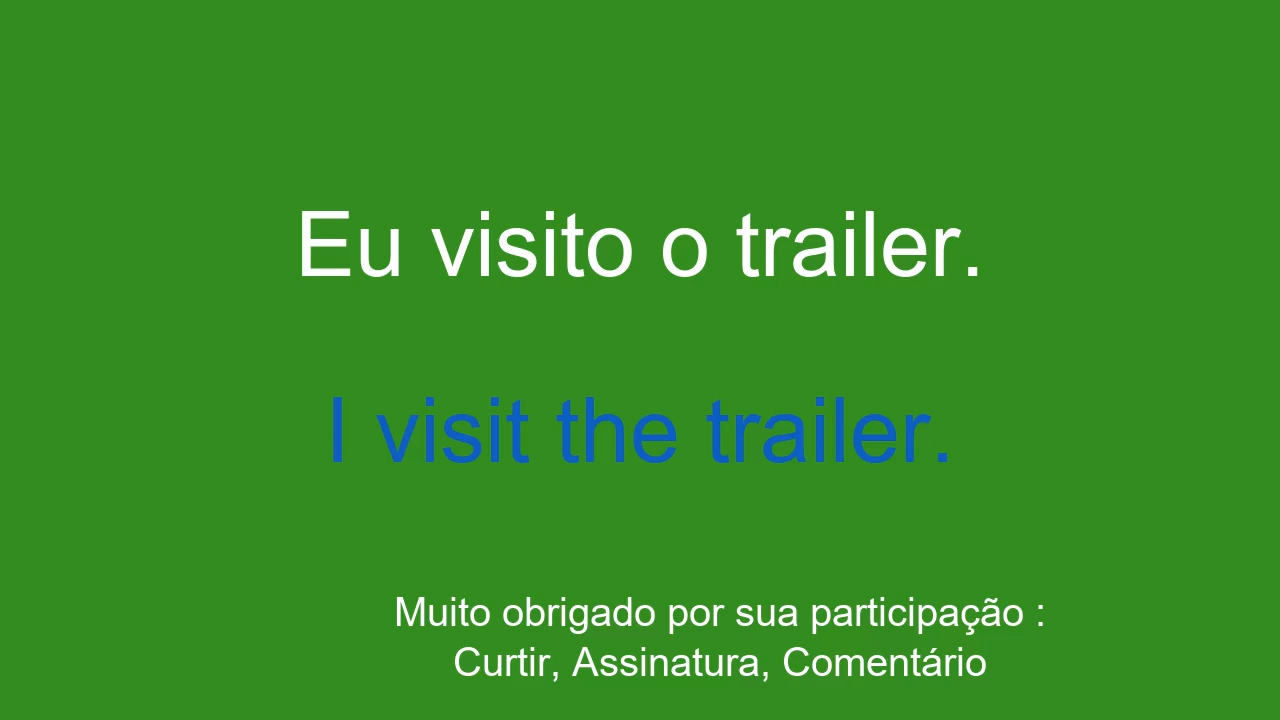 Eu visito o trailer.
I visit the trailer.
Muito obrigado por sua participação :
Curtir, Assinatura, Comentário